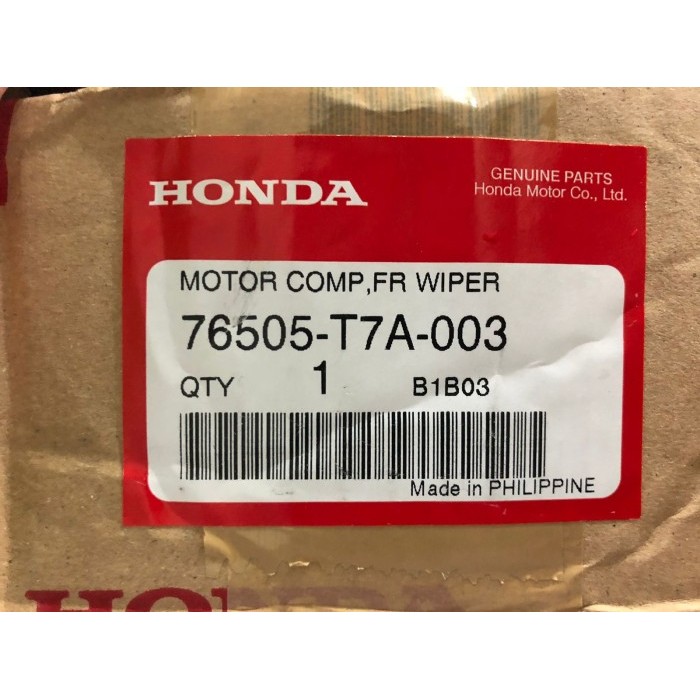 HONDA
GENUINE PARTS
Honda Motor Co., Ltd.
MOTOR COMP,FR WIPER
76505-T7A-003
QTY 1 B1B03
Made in PHILIPPINE
HONDA